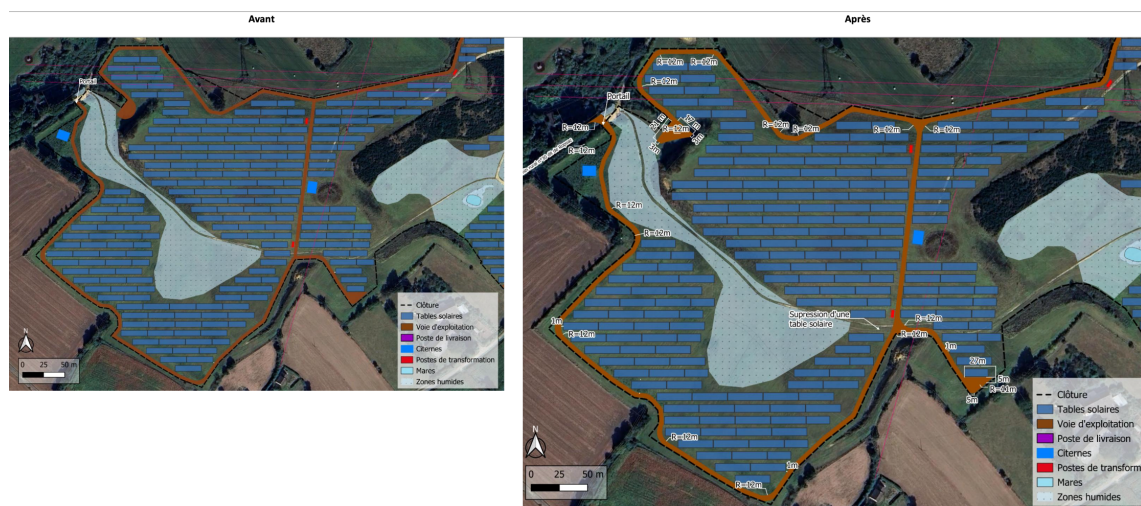 Avant
Après
Portail
Clôture
Tables solaires
Voie d'exploitation
Poste de livraison
Citernes
Postes de transformation
Mares
Zones humides
N
0 25 50 m
R=12m R=12m
R=12m
Portail
R=12m
24 m
R=12m
17 m
3m
R=12m
R=12m R=12m
R=12m
R=12m
R=12m
Supression d'une
table solaire
1m
R=12m
R=12m
R=12m
1m
27m
5m
R=11m
5m
R=12m
1m
R=12m
Clôture
Tables solaires
Voie d'exploitation
Poste de livraison
Citernes
Postes de transform
Mares
Zones humides
N
0 25 50 m